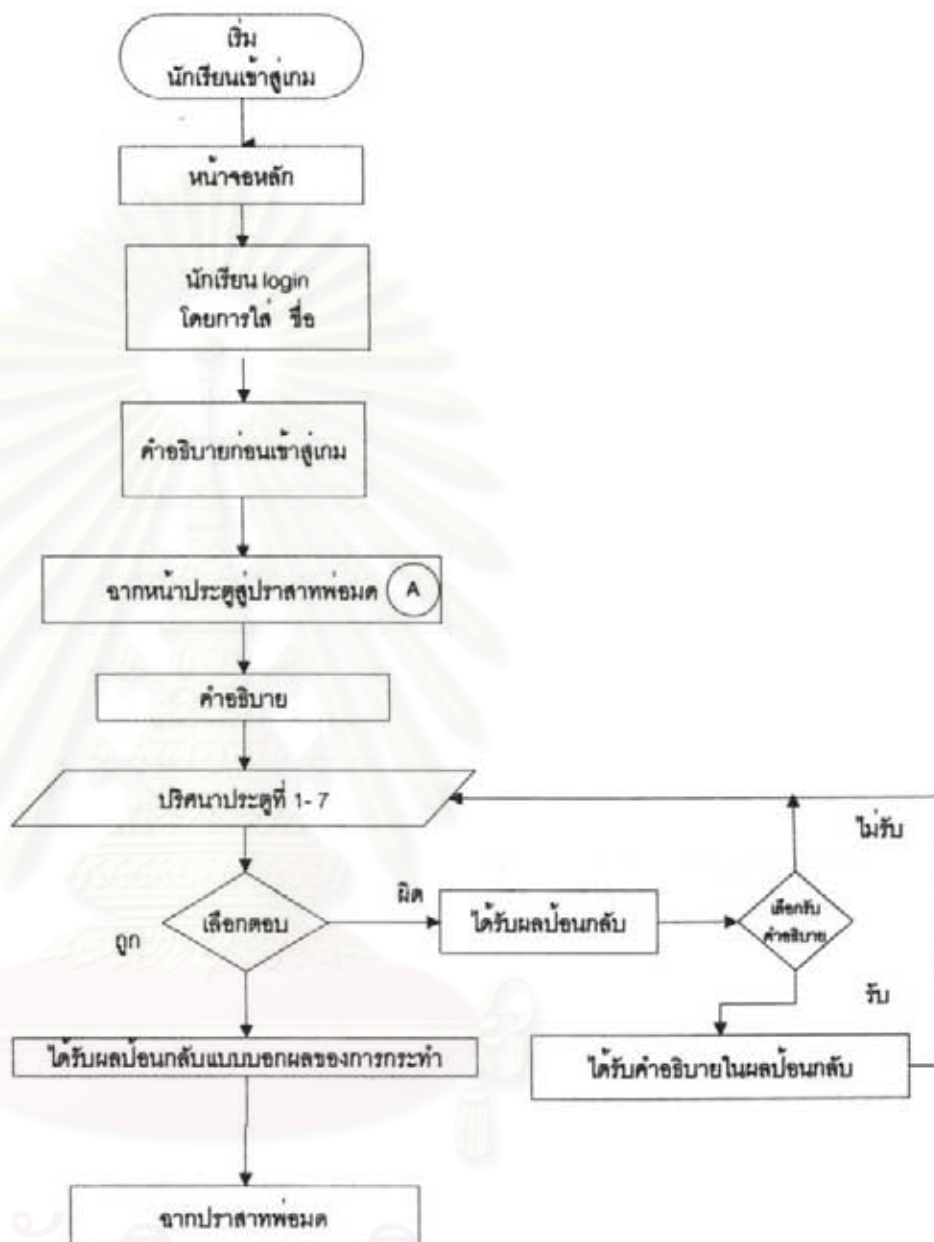 เริ่ม
นักเรียนเข้าสู่เกม
หน้าจอหลัก
นักเรียน login
โดยการใส่ ชื่อ
คำอธิบายก่อนเข้าสู่เกม
ฉากหน้าประตูสู่ปราสาทพ่อมด A
คำอธิบาย
ปริศนาประตูที่ 1- 7
ไม่รับ
ผิด
เลือกตอบ
ได้รับผลป้อนกลับ
เลือกรับ
คำอธิบาย
ถูก
รับ
ได้รับผลป้อนกลับแบบบอกผลของการกระทำ
ได้รับคำอธิบายในผลป้อนกลับ
ฉากปราสาทพ่อมด